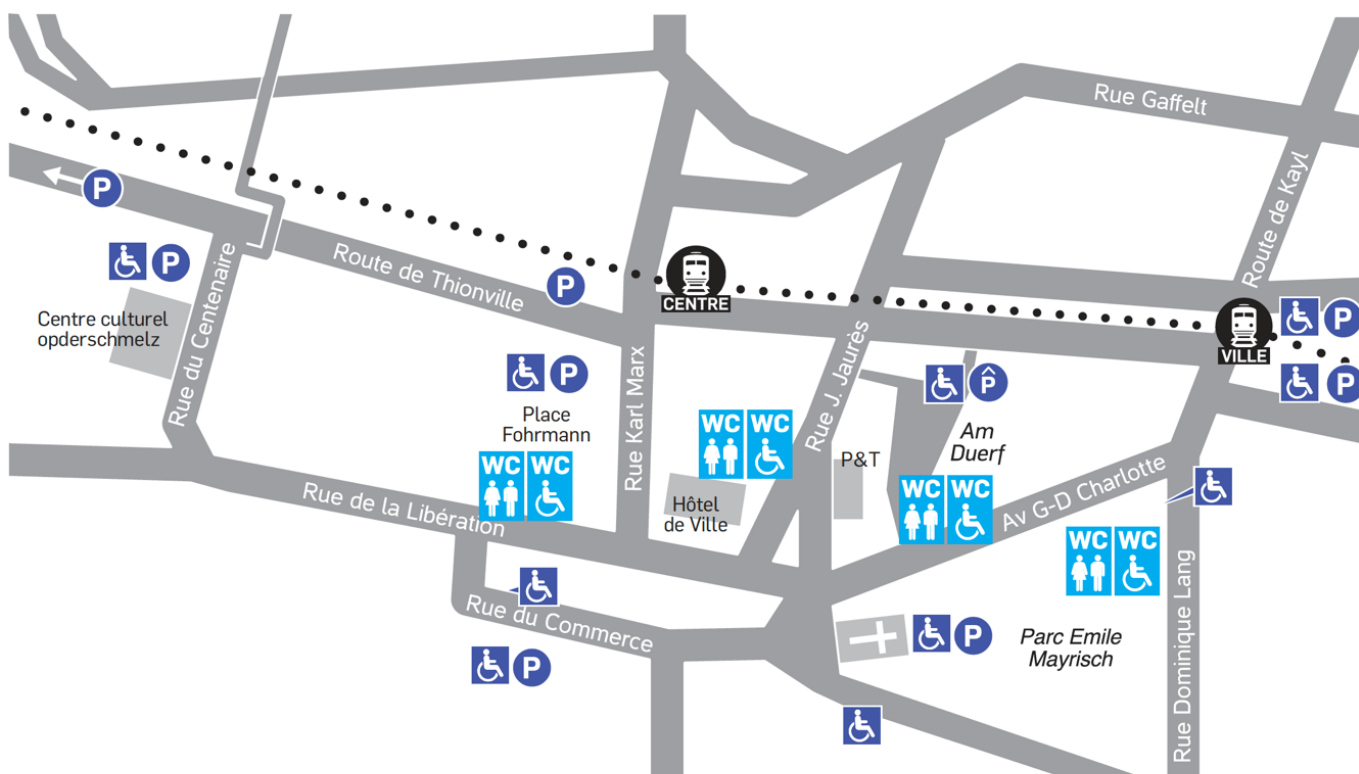 Rue Gaffelt
Route de Kayl
P
P
Rue du Centenaire
Route de Thionville
P
CENTRE
VILLE
P
P
Centre culturel
opderschmelz
P
Place
Fohrmann
WC WC
Rue Karl Marx
WC WC
Hôtel
de Ville
Rue J. Jaurès
P&T
P
Am
Duerf
WC WC
Av G-D Charlotte
WC WC
Rue de la Libération
Rue du Commerce
P
P
Parc Emile
Mayrisch
Rue Dominique Lang